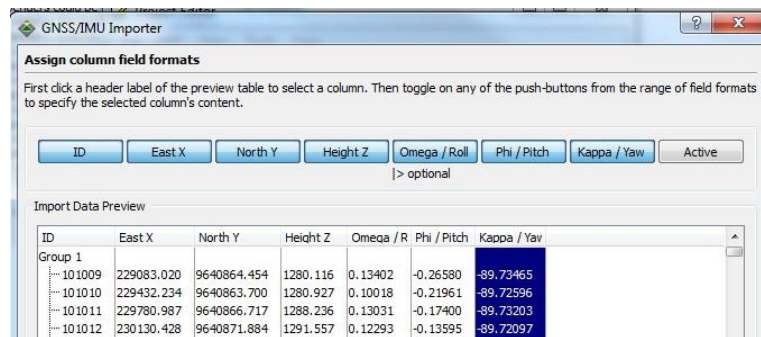 GNSS/IMU Importer
Assign column field formats
First click a header label of the preview table to select a column. Then toggle on any of the push-buttons from the range of field formats
to specify the selected column's content.
ID East X North Y Height Z Omega / Roll Phi / Pitch Kappa / Yaw Active
|> optional
Import Data Preview
ID East X North Y Height Z Omega / R Phi / Pitch Kappa / Yav
Group 1
101009 229083.020 9640864.454 1280.116 0.13402 -0.26580 -89.73465
101010 229432.234 9640863.700 1280.927 0.10018 -0.21961 -89.72596
101011 229780.987 9640866.717 1288.236 0.13031 -0.17400 -89.73203
101012 230130.428 9640871.884 1291.557 0.12293 -0.13595 -89.72097